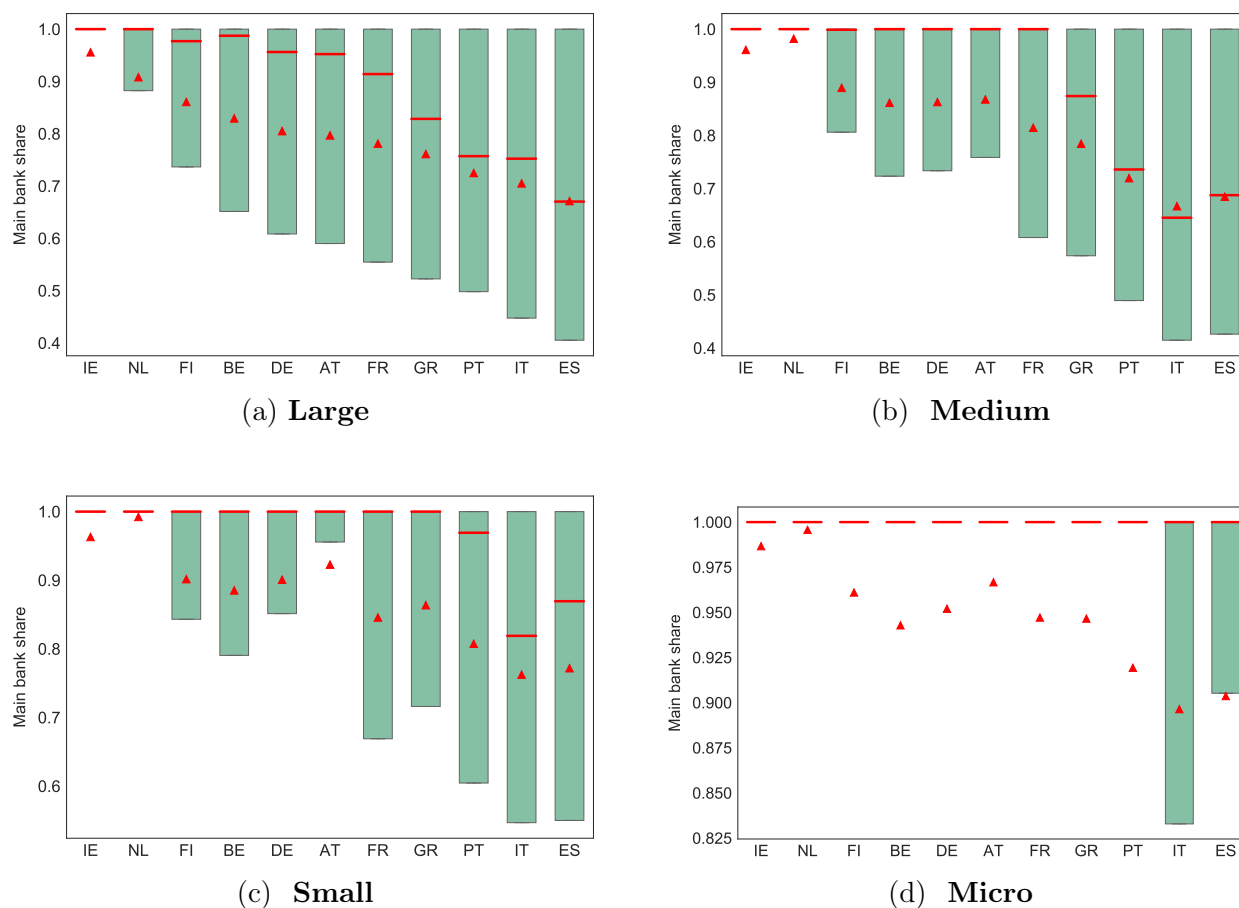 1.0
0.9
0.8
0.7
0.6
0.5
0.4
Main bank share
IE NL FI BE DE AT FR GR PT IT ES
(a) Large
1.0
0.9
0.8
0.7
0.6
0.5
0.4
Main bank share
IE NL FI BE DE AT FR GR PT IT ES
(b) Medium
1.0
0.9
0.8
0.7
0.6
Main bank share
IE NL FI BE DE AT FR GR PT IT ES
(c) Small
1.000
0.975
0.950
0.925
0.900
0.875
0.850
0.825
Main bank share
IE NL FI BE DE AT FR GR PT IT ES
(d) Micro